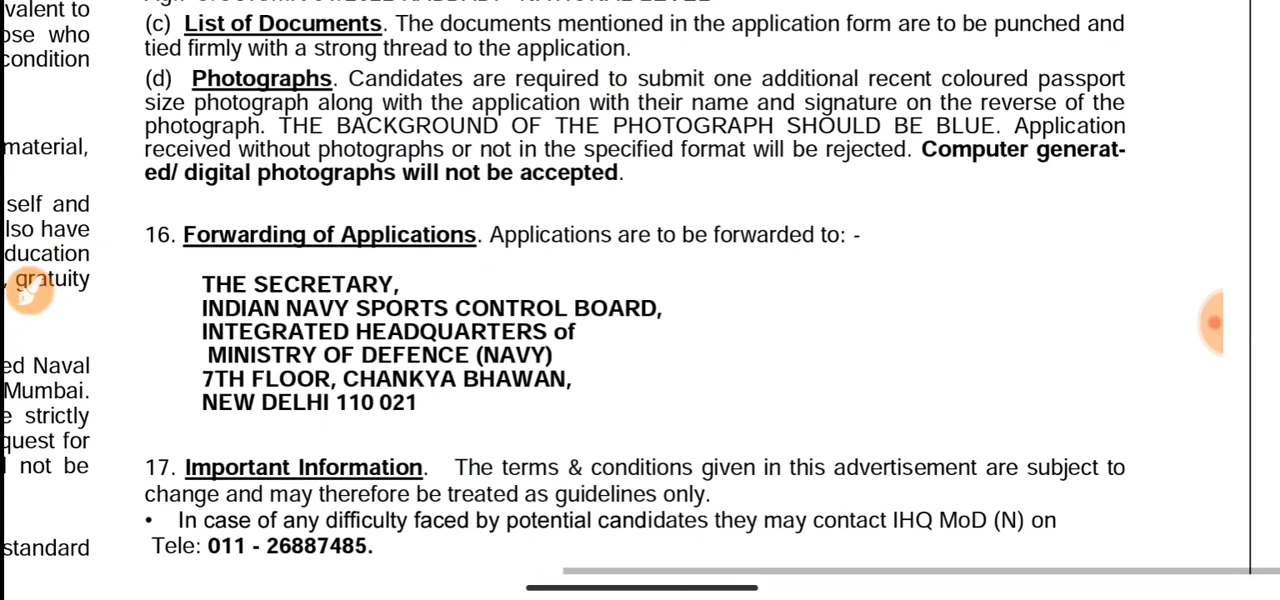 valent to
ose who
condition
material,
self and
lso have
ducation
, gratuity
ed Naval
Mumbai.
e strictly
quest for
not be
standard
(c) List of Documents. The documents mentioned in the application form are to be punched and
tied firmly with a strong thread to the application.
(d) Photographs. Candidates are required to submit one additional recent coloured passport
size photograph along with the application with their name and signature on the reverse of the
photograph. THE BACKGROUND OF THE PHOTOGRAPH SHOULD BE BLUE. Application
received without photographs or not in the specified format will be rejected. Computer generat-
ed/ digital photographs will not be accepted.
16. Forwarding of Applications. Applications are to be forwarded to: -
THE SECRETARY,
INDIAN NAVY SPORTS CONTROL BOARD,
INTEGRATED HEADQUARTERS of
MINISTRY OF DEFENCE (NAVY)
7TH FLOOR, CHANKYA BHAWAN,
NEW DELHI 110 021
17. Important Information. The terms & conditions given in this advertisement are subject to
change and may therefore be treated as guidelines only.
• In case of any difficulty faced by potential candidates they may contact IHQ MoD (N) on
Tele: 011 - 26887485.